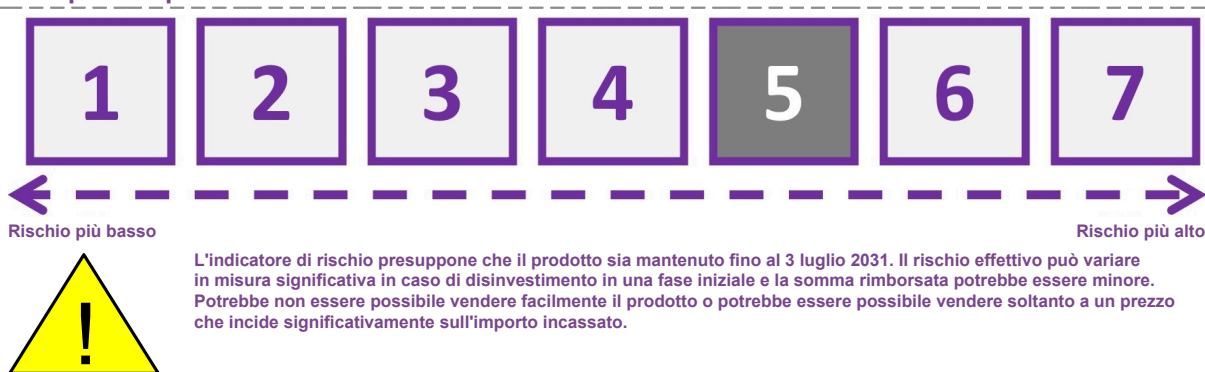 1 2 3 4 5 6 7
Rischio più basso Rischio più alto
L'indicatore di rischio presuppone che il prodotto sia mantenuto fino al 3 luglio 2031. Il rischio effettivo può variare
in misura significativa in caso di disinvestimento in una fase iniziale e la somma rimborsata potrebbe essere minore.
Potrebbe non essere possibile vendere facilmente il prodotto o potrebbe essere possibile vendere soltanto a un prezzo
che incide significativamente sull'importo incassato.
!